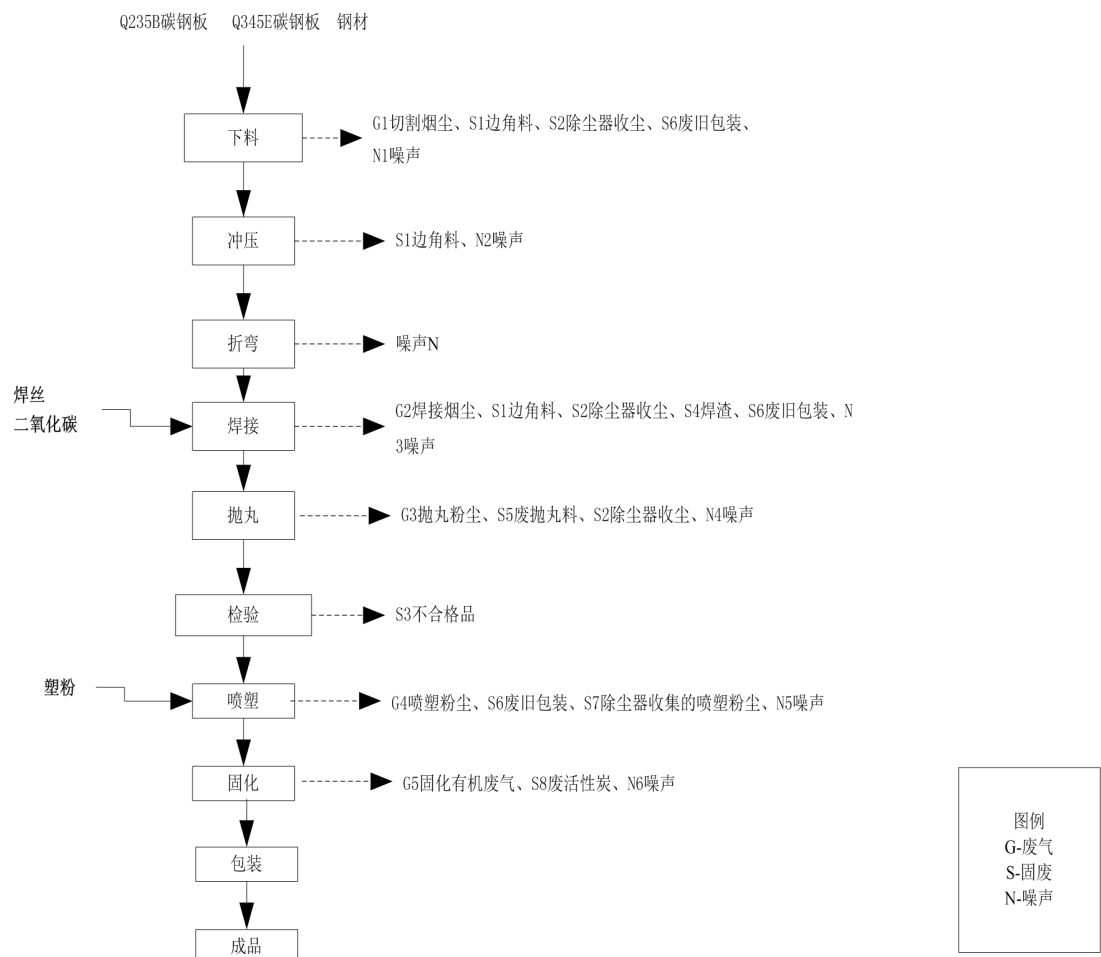 Q235B碳钢板 Q345E碳钢板 钢材
下料
G1切割烟尘、S1边角料、S2除尘器收尘、S6废旧包装、
N1噪声
冲压
S1边角料、N2噪声
折弯
噪声N
焊丝
二氧化碳
焊接
G2焊接烟尘、S1边角料、S2除尘器收尘、S4焊渣、S6废旧包装、N
3噪声
抛丸
G3抛丸粉尘、S5废抛丸料、S2除尘器收尘、N4噪声
检验
S3不合格品
塑粉
喷塑
G4喷塑粉尘、S6废旧包装、S7除尘器收集的喷塑粉尘、N5噪声
固化
G5固化有机废气、S8废活性炭、N6噪声
包装
成品
图例
G-废气
S-固废
N-噪声